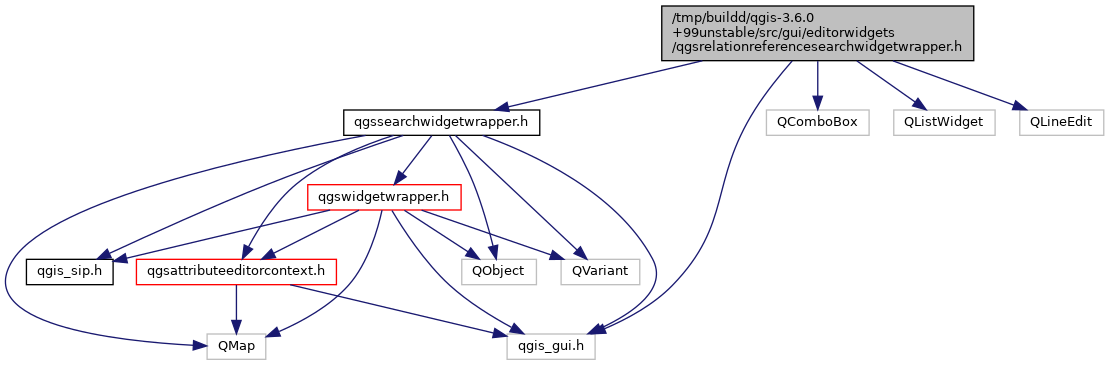 /tmp/buildd/qgis-3.6.0
+99unstable/src/gui/editorwidgets
/qgsrelationreferencesearchwidgetwrapper.h
qgssearchwidgetwrapper.h
QComboBox
QListWidget
QLineEdit
qgswidgetwrapper.h
qgis_sip.h
qgsattributeeditorcontext.h
QObject
QVariant
QMap
qgis_gui.h